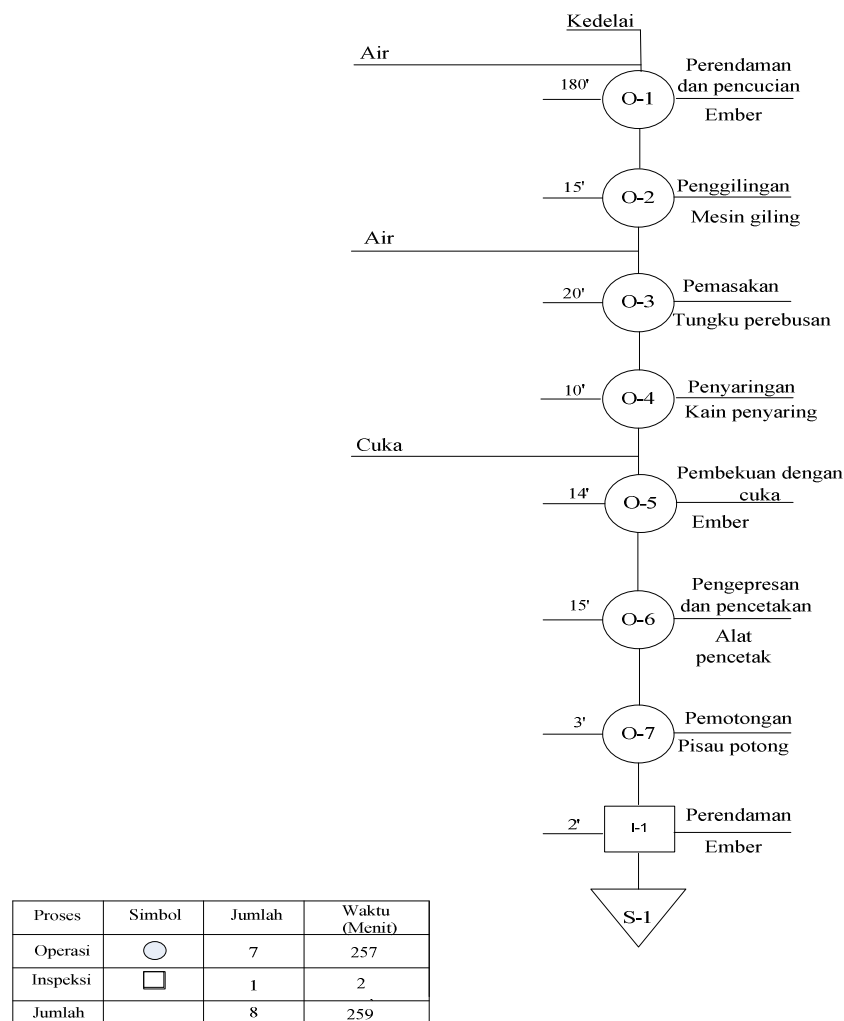 Kedelai
Air
180'
O-1
Perendaman
dan pencucian
Ember
15'
O-2
Penggilingan
Mesin giling
Air
20'
O-3
Pemasakan
Tungku perebusan
10'
O-4
Penyaringan
Kain penyaring
Cuka
14'
O-5
Pembekuan dengan
cuka
Ember
15'
O-6
Pengepresan
dan pencetakan
Alat
pencetak
3'
O-7
Pemotongan
Pisau potong
2'
I-1
Perendaman
Ember
S-1
Proses Simbol Jumlah Waktu
(Menit)
Operasi 7 257
Inspeksi 1 2
Jumlah 8 259